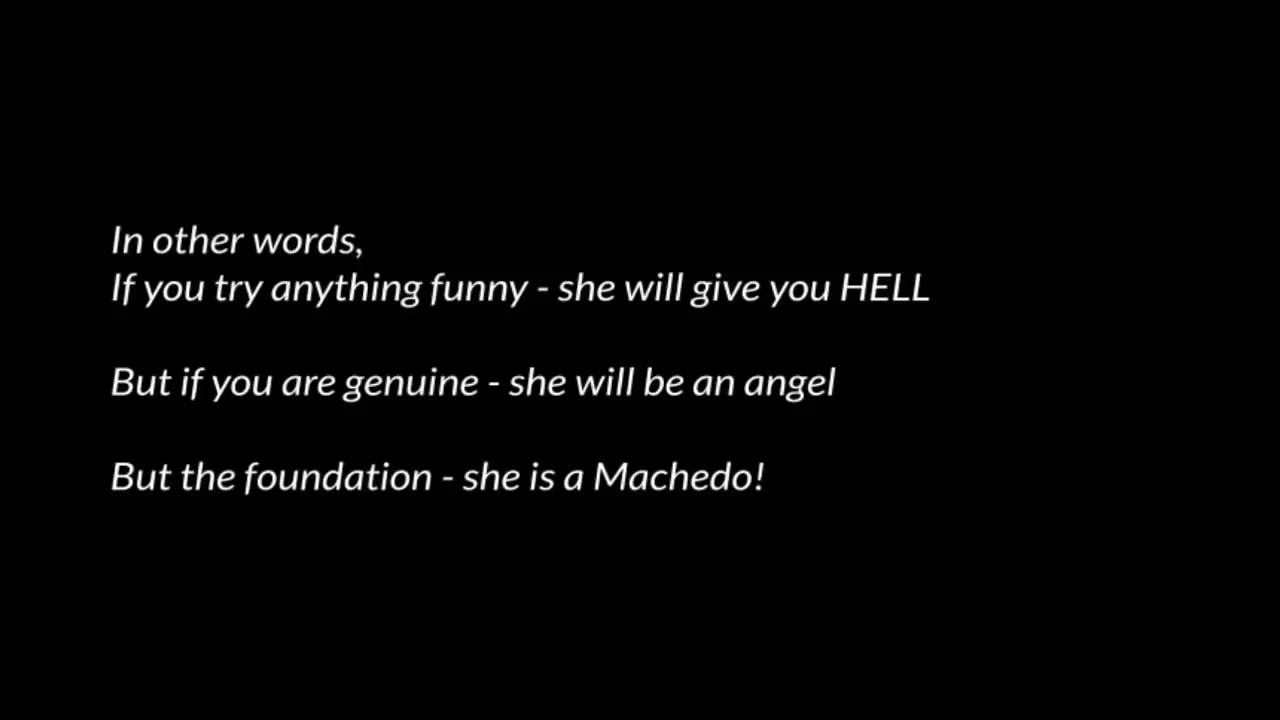 In other words,
If you try anything funny - she will give you HELL
But if you are genuine - she will be an angel
But the foundation - she is a Machedo!